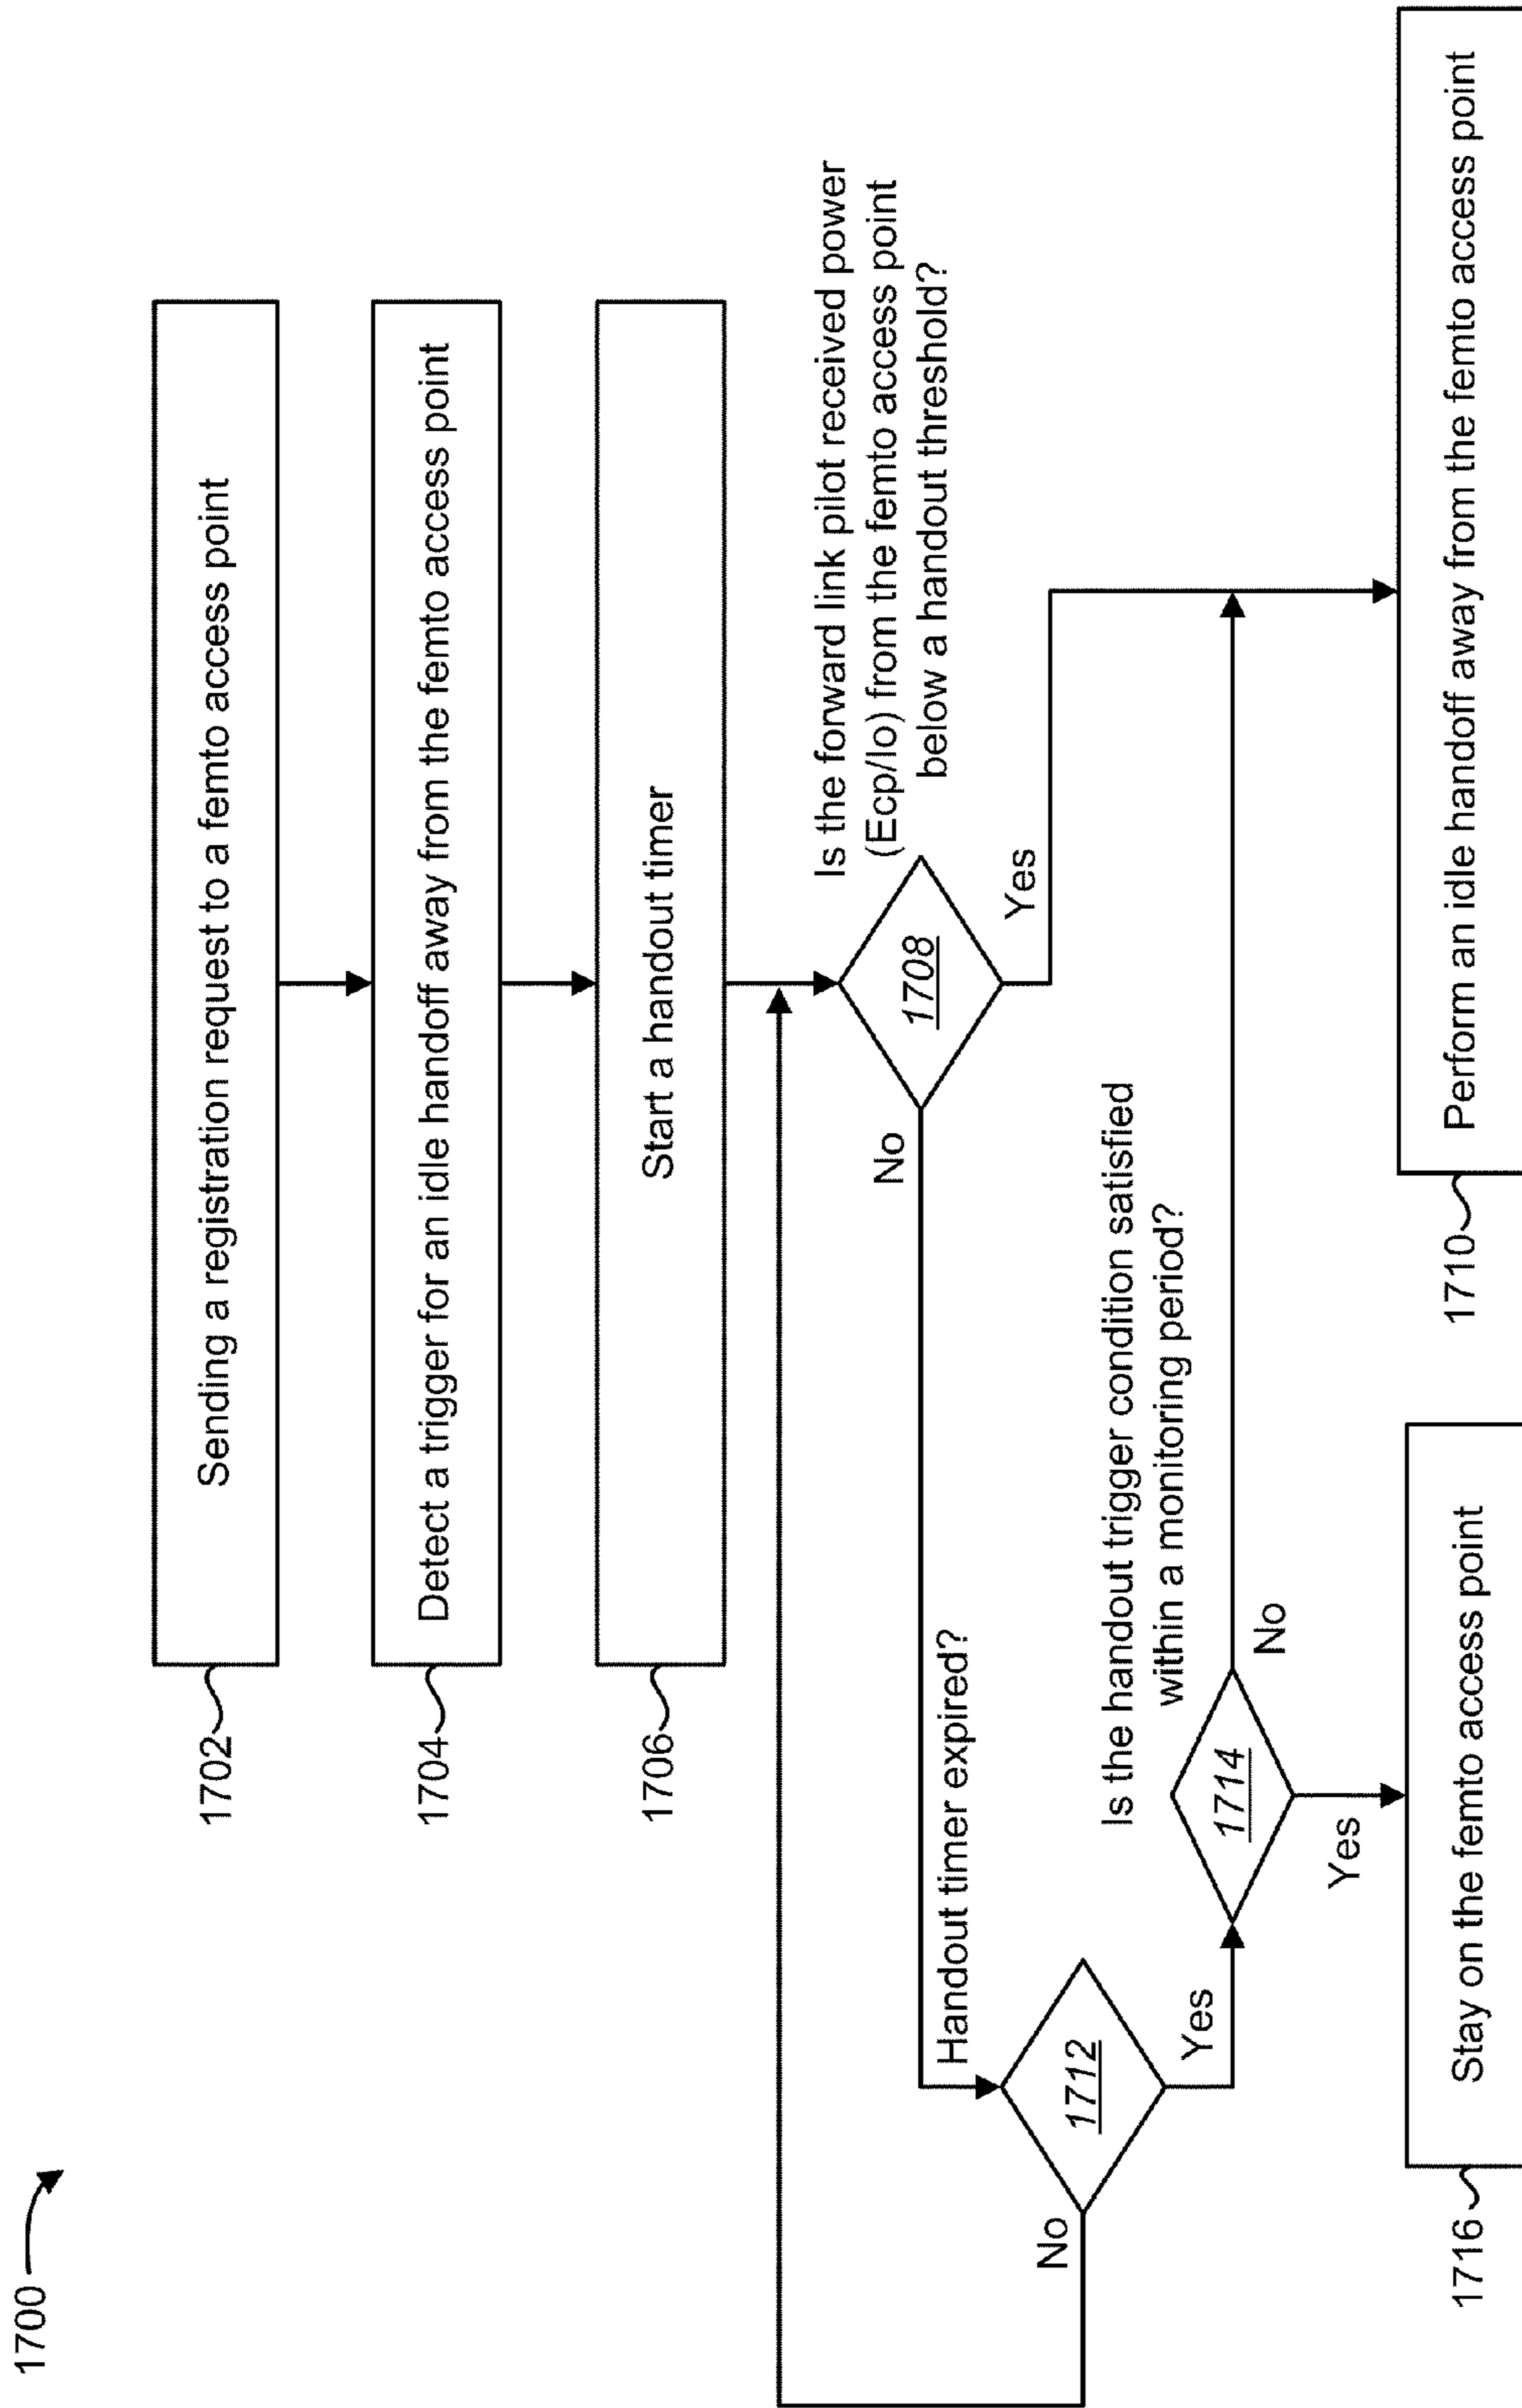 1700
1702
Sending a registration request to a femto access point
1704
Detect a trigger for an idle handoff away from the femto access point
1706
Start a handout timer
Is the forward link pilot received power
(Ecp/Io) from the femto access point
below a handout threshold?
1708
No
Yes
Handout timer expired?
1712
No
Yes
Is the handout trigger condition satisfied
within a monitoring period?
1714
No
Yes
1716
Stay on the femto access point
1710
Perform an idle handoff away from the femto access point